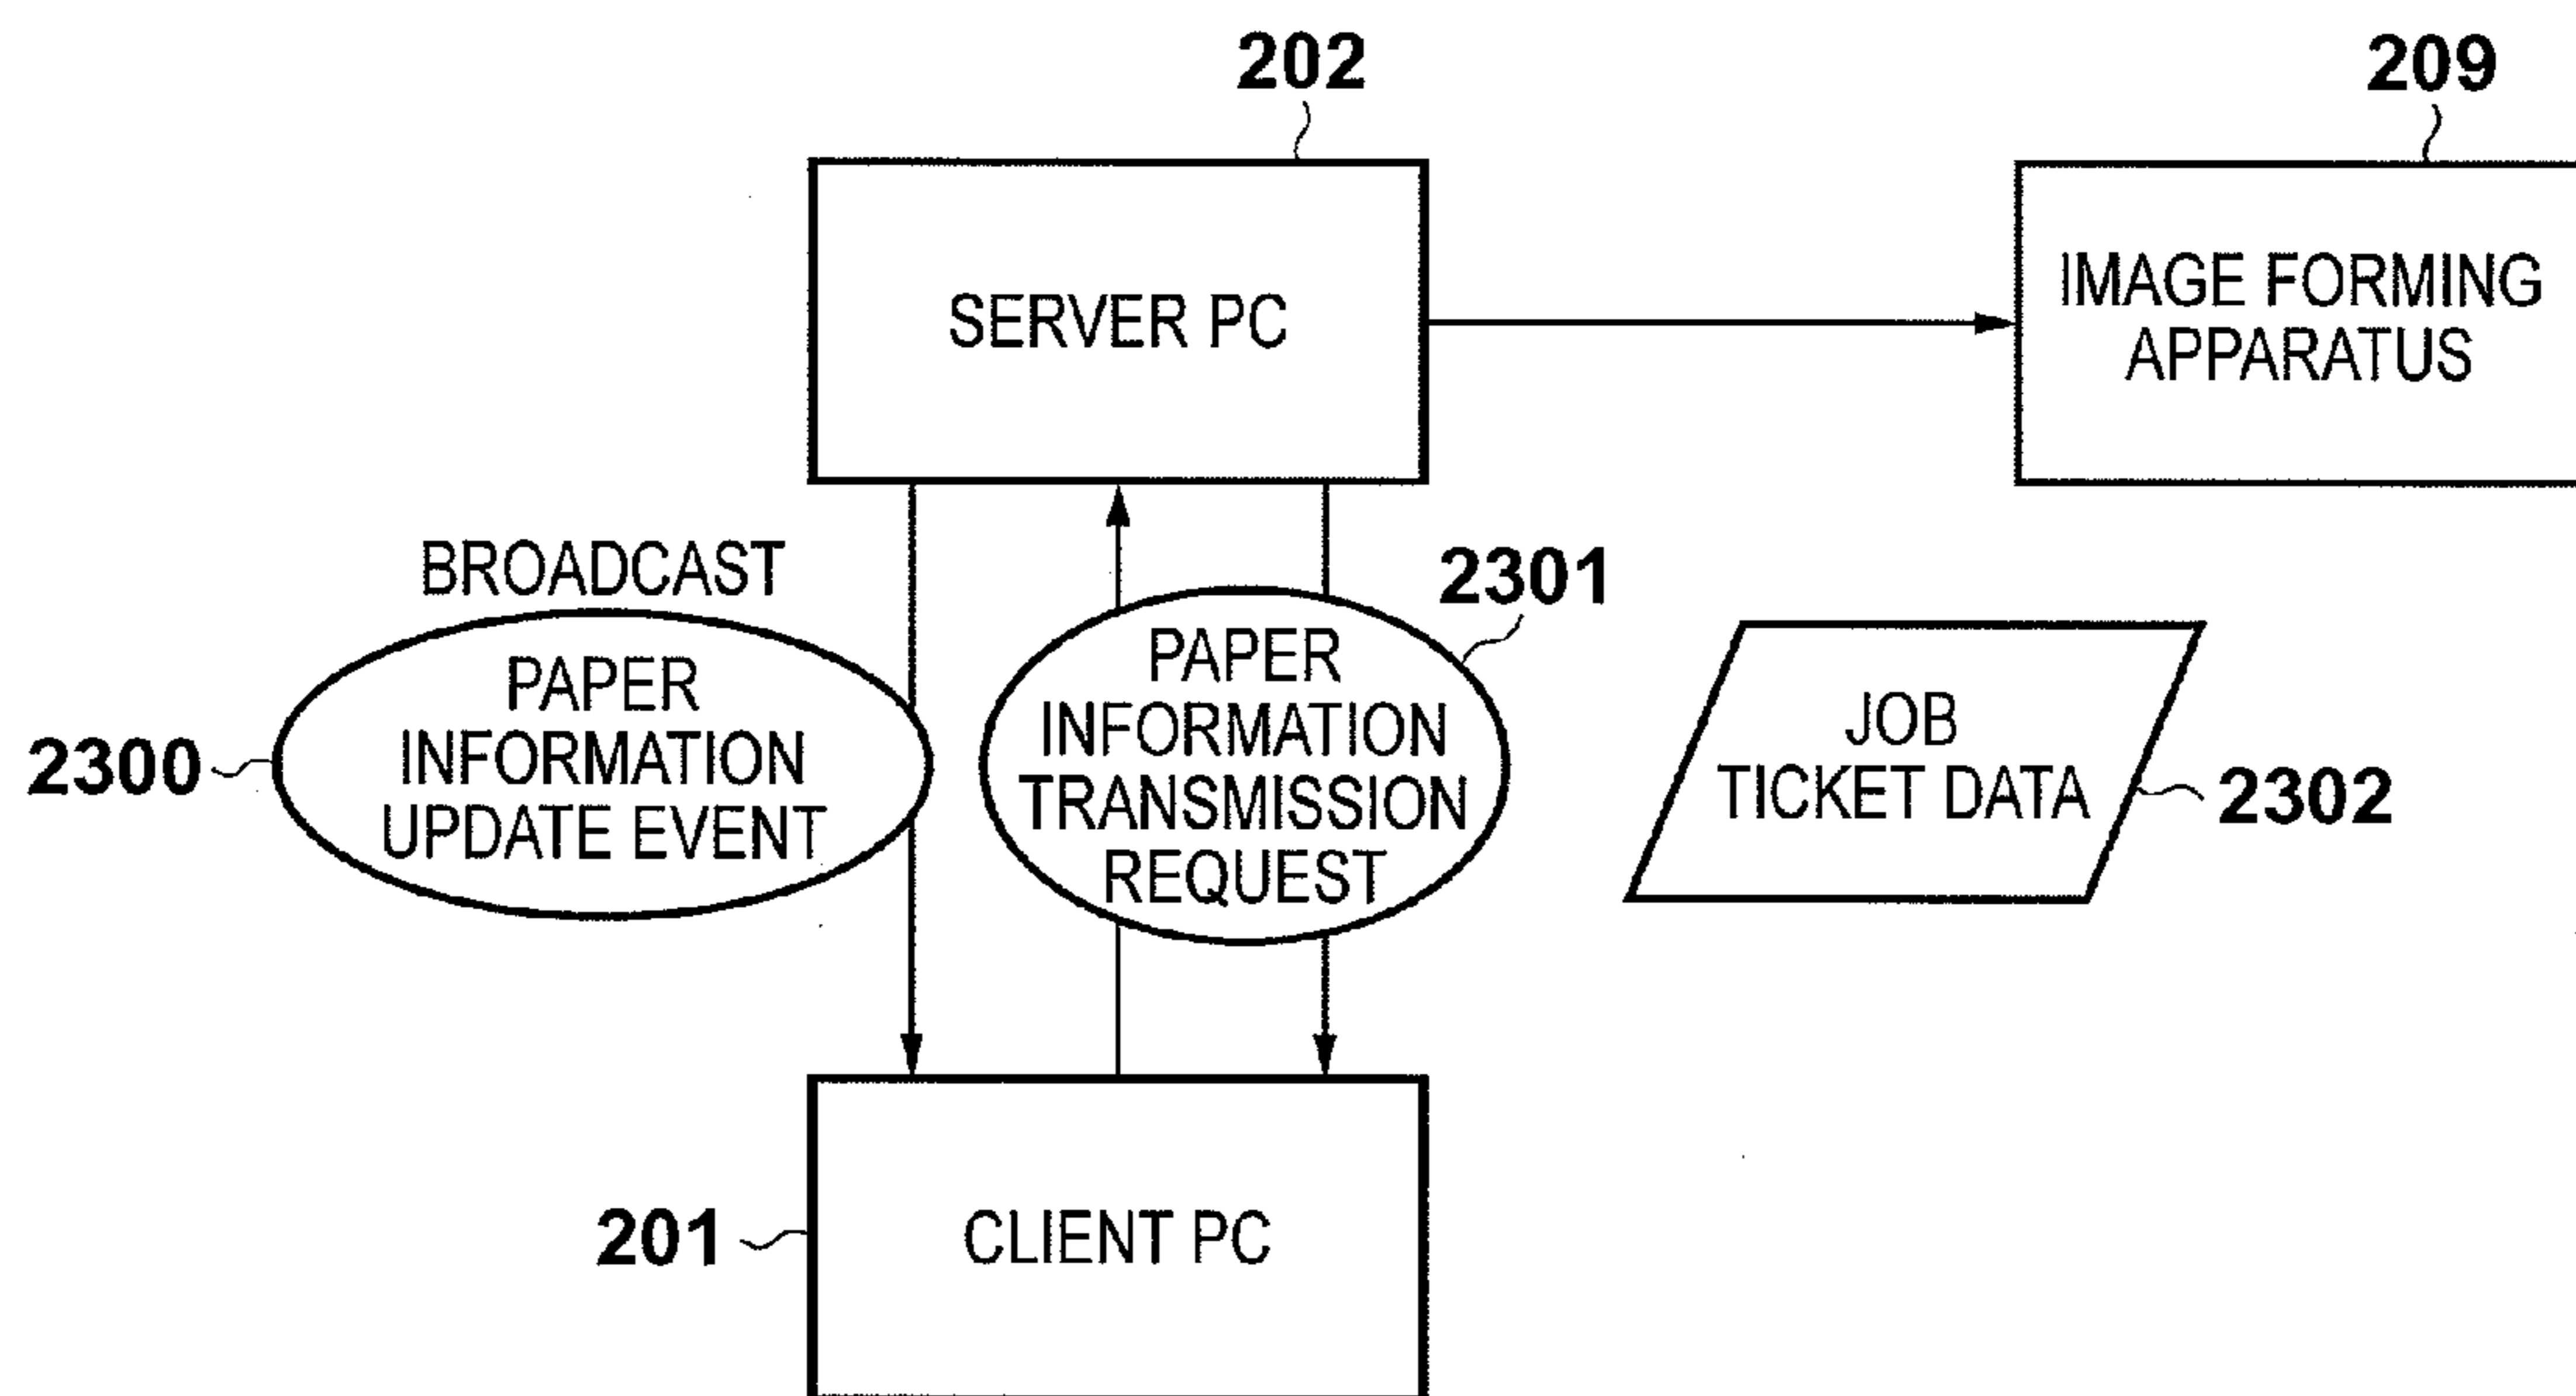 202
209
SERVER PC
IMAGE FORMING
APPARATUS
BROADCAST
2301
PAPER
INFORMATION
UPDATE EVENT
2300
PAPER
INFORMATION
TRANSMISSION
REQUEST
JOB
TICKET DATA
2302
201
CLIENT PC